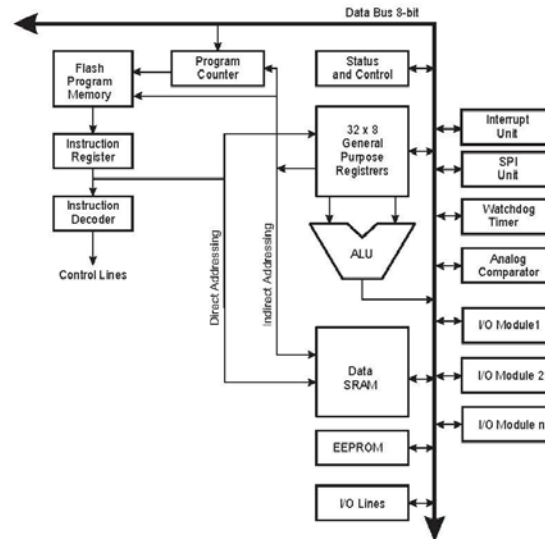 Data Bus 8-bit
Flash
Program
Memory
Program
Counter
Status
and Control
Instruction
Register
32 x 8
General
Purpose
Registrers
Interrupt
Unit
SPI
Unit
Instruction
Decoder
Watchdog
Timer
ALU
Control Lines
Analog
Comparator
Direct Addressing
Indirect Addressing
I/O Module1
Data
SRAM
I/O Module 2
I/O Module n
EEPROM
I/O Lines